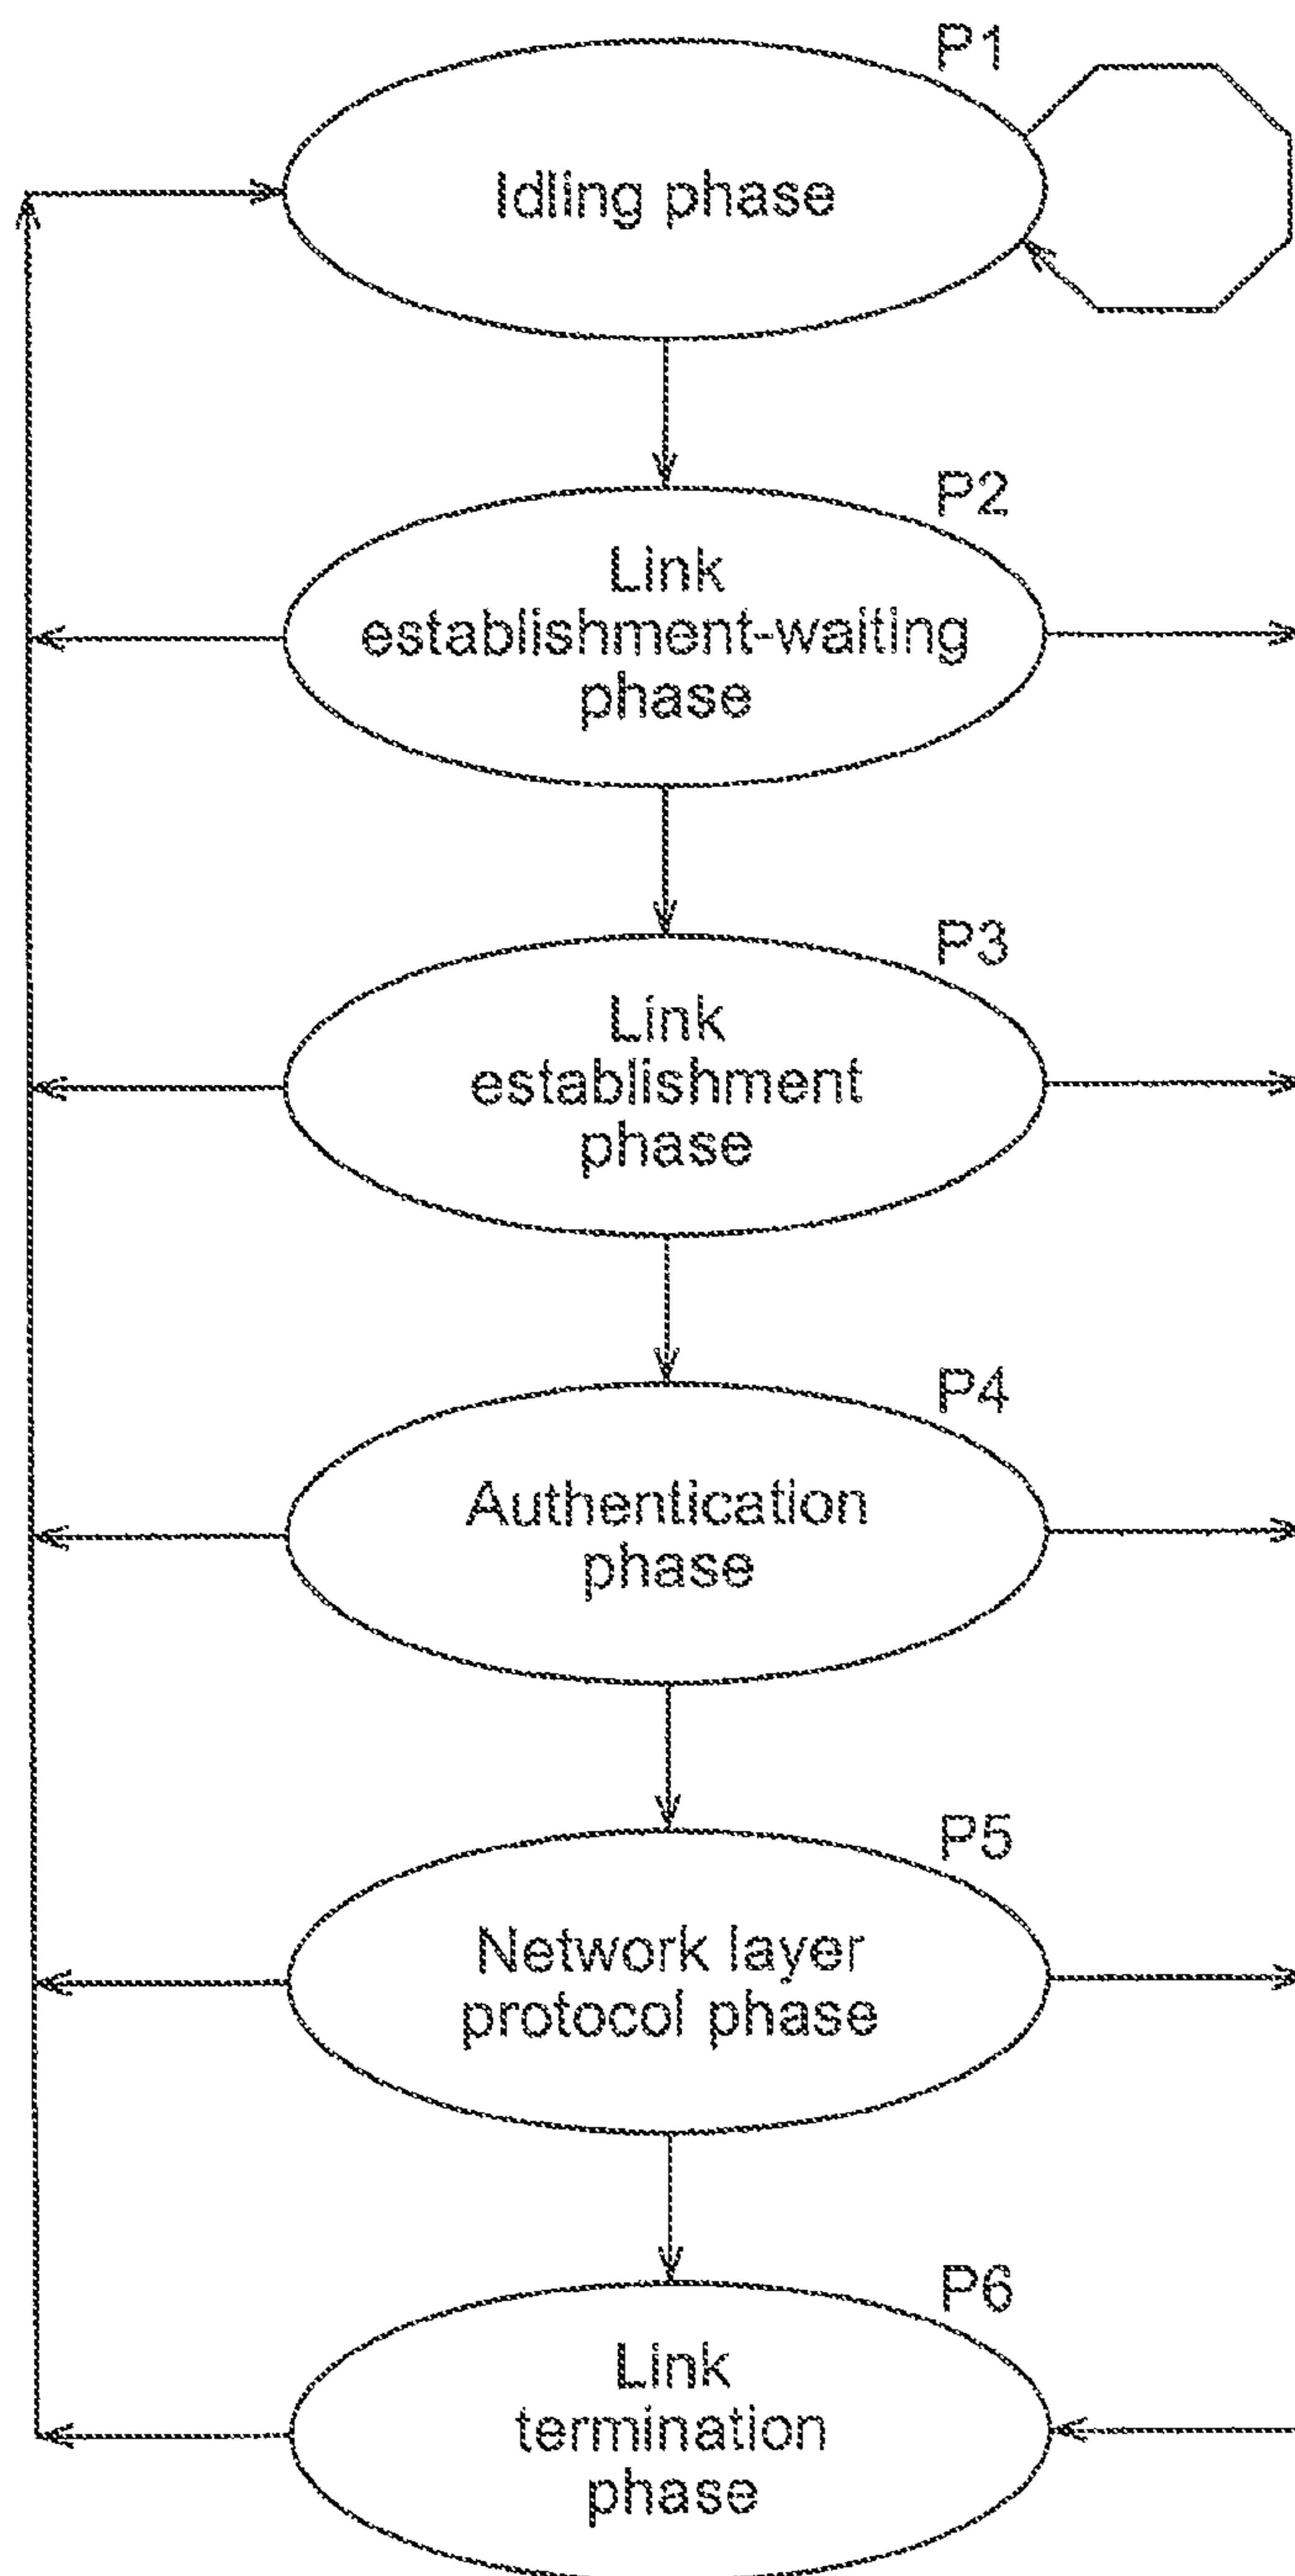 P1
Idling phase
P2
Link
establishment-waiting
phase
P3
Link
establishment
phase
P4
Authentication
phase
P5
Network layer
protocol phase
P6
Link
termination
phase